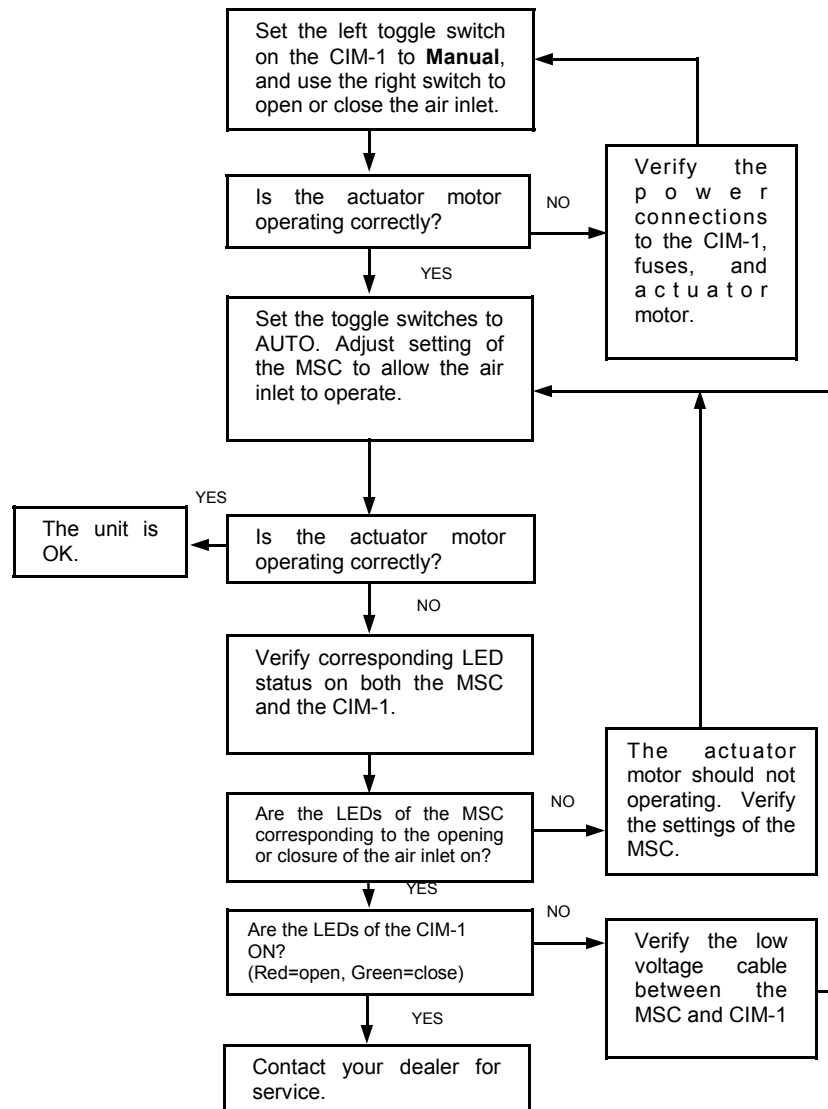 Set the left toggle switch
on the CIM-1 to Manual,
and use the right switch to
open or close the air inlet.
Is the actuator motor
operating correctly?
NO
Verify the
power
connections
to the CIM-1,
fuses, and
actuator
motor.
YES
Set the toggle switches to
AUTO. Adjust setting of
the MSC to allow the air
inlet to operate.
YES
The unit is
OK.
Is the actuator motor
operating correctly?
NO
Verify corresponding LED
status on both the MSC
and the CIM-1.
Are the LEDs of the MSC
corresponding to the opening
or closure of the air inlet on?
NO
The actuator
motor should not
operating. Verify
the settings of the
MSC.
YES
Are the LEDs of the CIM-1
ON?
(Red=open, Green=close)
NO
Verify the low
voltage cable
between the
MSC and CIM-1
YES
Contact your dealer for
service.